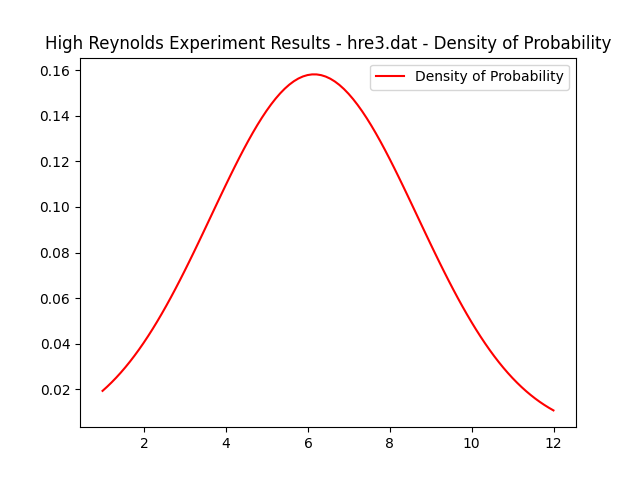 High Reynolds Experiment Results - hre3.dat - Density of Probability
Density of Probability
0.16
0.14
0.12
0.10
0.08
0.06
0.04
0.02
2 4 6 8 10 12